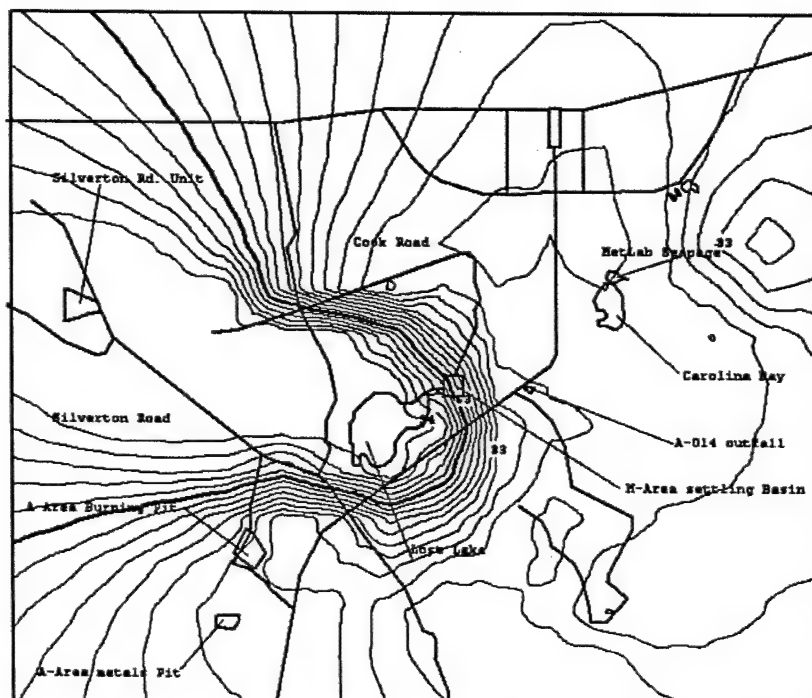 Silverton Rd. Unit
Cook Road
33
MetLab Seepage
Carolina Bay
Silverton Road
63
A-014 outfall
33
M-Area settling Basin
A-Area Burning pit
Lost Lake
A-Area metals Pit